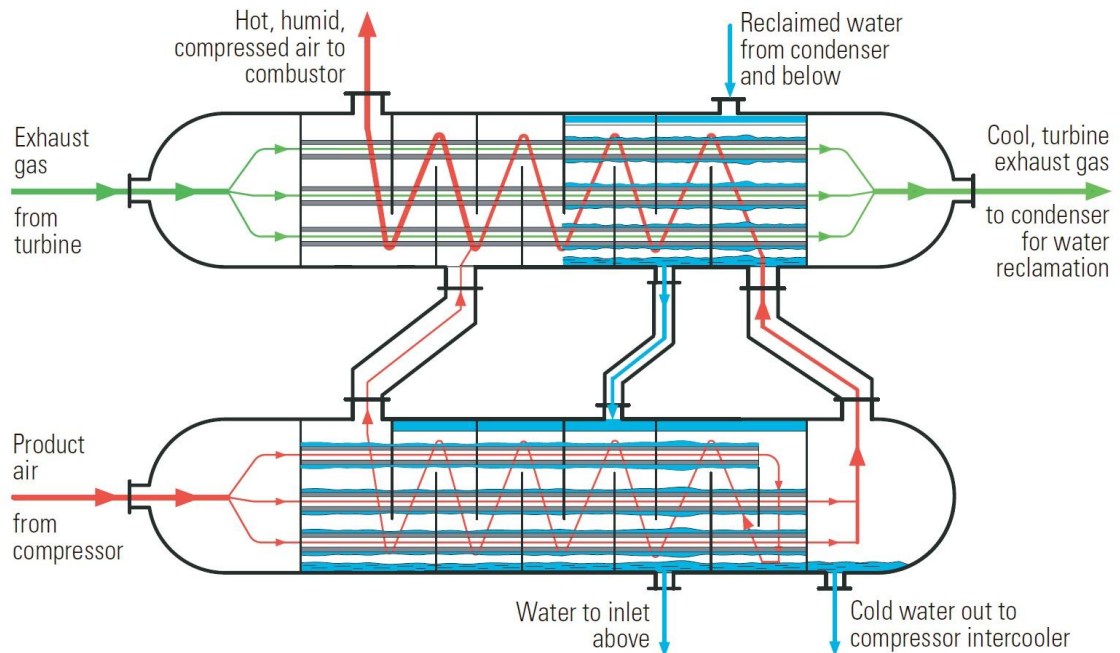 Hot, humid,
compressed air to
combustor
Reclaimed water
from condenser
and below
Exhaust
gas
from
turbine
Cool, turbine
exhaust gas
to condenser
for water
reclamation
Product
air
from
compressor
Water to inlet
above
Cold water out to
compressor intercooler